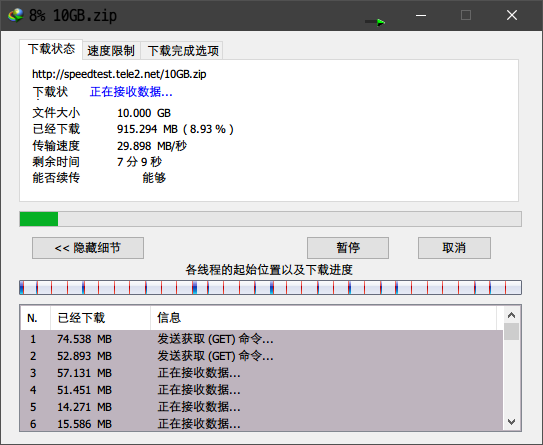 8% 10GB.zip
下载状态 速度限制 下载完成选项
http://speedtest.tele2.net/10GB.zip
下载状 正在接收数据...
文件大小 10.000 GB
已经下载 915.294 MB ( 8.93 % )
传输速度 29.898 MB/秒
剩余时间 7 分 9 秒
能否续传 能够
<< 隐藏细节 暂停 取消
各线程的起始位置以及下载进度
N. 已经下载 信息
1 74.538 MB 发送获取 (GET) 命令...
2 52.893 MB 发送获取 (GET) 命令...
3 57.131 MB 正在接收数据...
4 51.451 MB 正在接收数据...
5 14.271 MB 正在接收数据...
6 15.586 MB 正在接收数据...